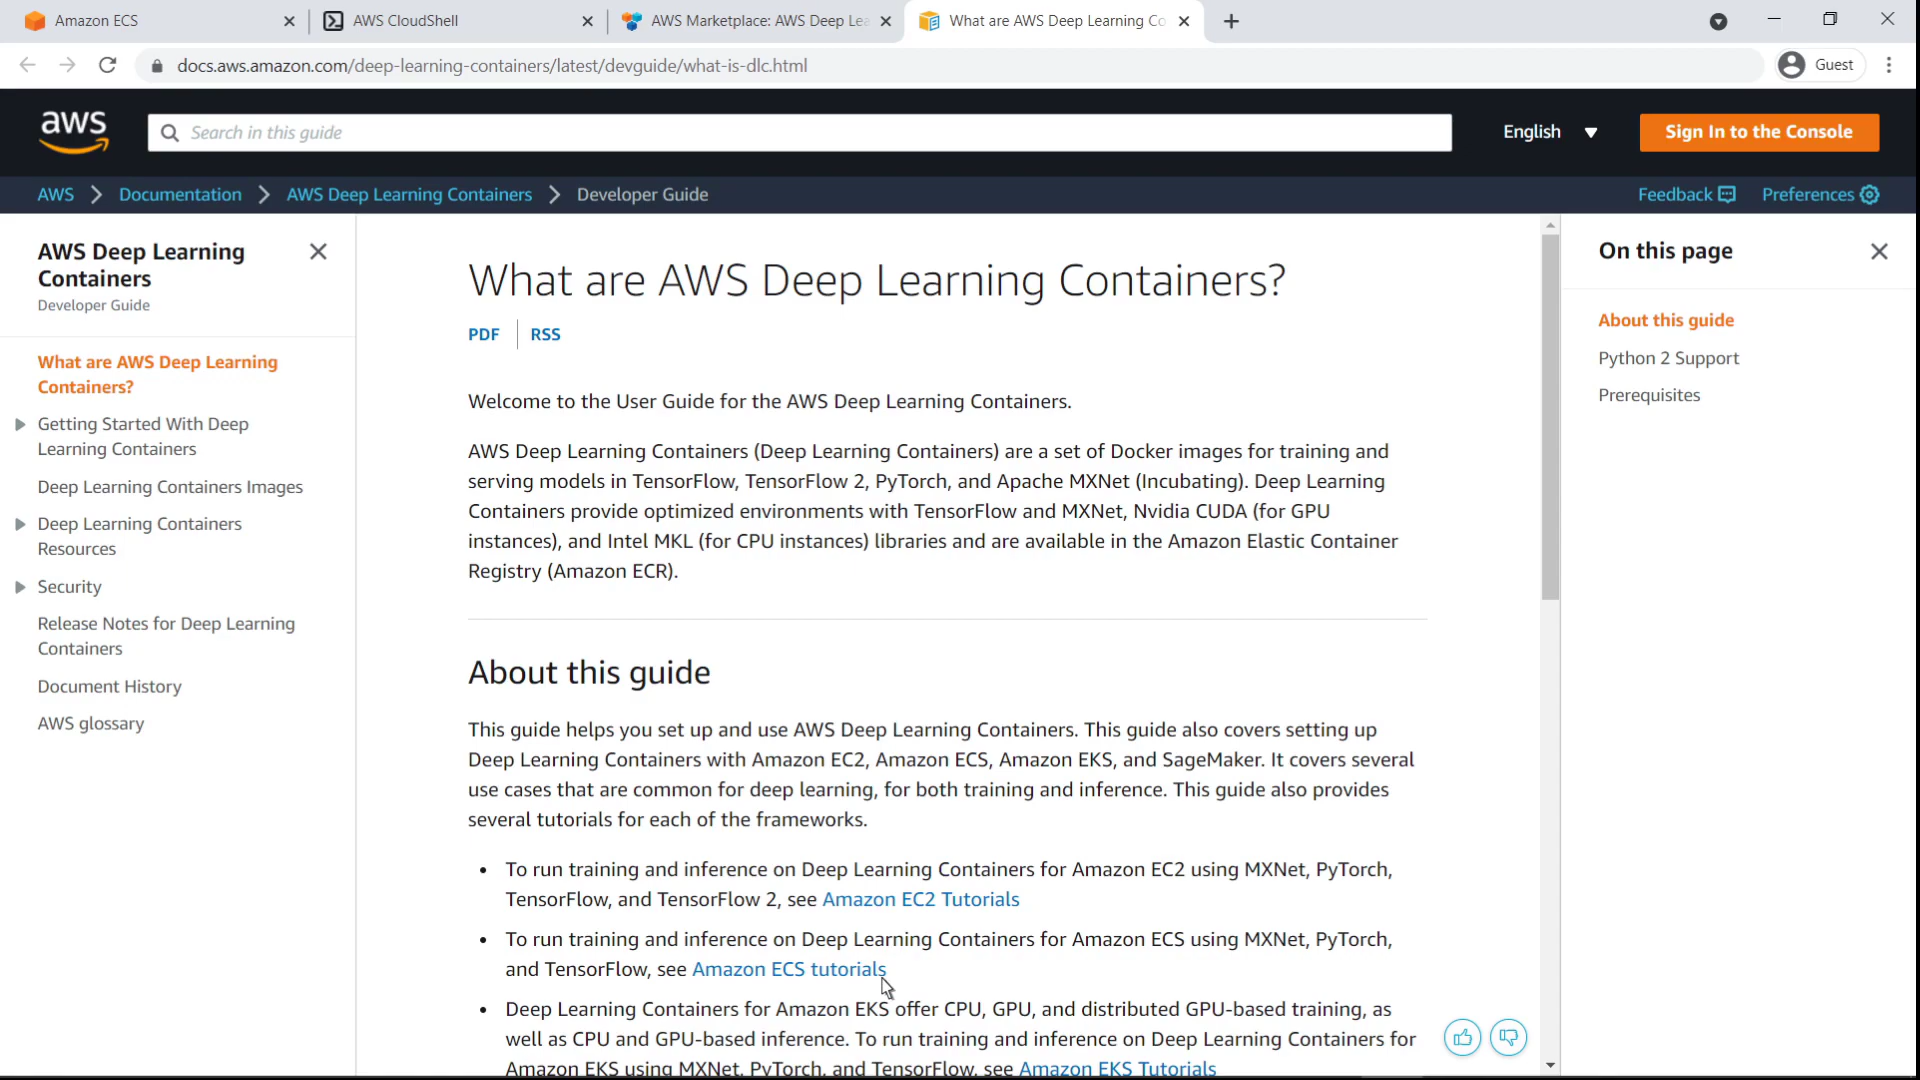 Amazon ECS
AWS CloudShell
AWS Marketplace: AWS Deep Lea
What are AWS Deep Learning Co
docs.aws.amazon.com/deep-learning-containers/latest/devguide/what-is-dlc.html
Guest
aws
Search in this guide
English
Sign In to the Console
AWS
Documentation
AWS Deep Learning Containers
Developer Guide
Feedback
Preferences
AWS Deep Learning
Containers
Developer Guide
What are AWS Deep Learning
Containers?
Getting Started With Deep
Learning Containers
Deep Learning Containers Images
Deep Learning Containers
Resources
Security
Release Notes for Deep Learning
Containers
Document History
AWS glossary
What are AWS Deep Learning Containers?
PDF
RSS
Welcome to the User Guide for the AWS Deep Learning Containers.
AWS Deep Learning Containers (Deep Learning Containers) are a set of Docker images for training and
serving models in TensorFlow, TensorFlow 2, PyTorch, and Apache MXNet (Incubating). Deep Learning
Containers provide optimized environments with TensorFlow and MXNet, Nvidia CUDA (for GPU
instances), and Intel MKL (for CPU instances) libraries and are available in the Amazon Elastic Container
Registry (Amazon ECR).
About this guide
This guide helps you set up and use AWS Deep Learning Containers. This guide also covers setting up
Deep Learning Containers with Amazon EC2, Amazon ECS, Amazon EKS, and SageMaker. It covers several
use cases that are common for deep learning, for both training and inference. This guide also provides
several tutorials for each of the frameworks.
• To run training and inference on Deep Learning Containers for Amazon EC2 using MXNet, PyTorch,
TensorFlow, and TensorFlow 2, see Amazon EC2 Tutorials
• To run training and inference on Deep Learning Containers for Amazon ECS using MXNet, PyTorch,
and TensorFlow, see Amazon ECS tutorials
• Deep Learning Containers for Amazon EKS offer CPU, GPU, and distributed GPU-based training, as
well as CPU and GPU-based inference. To run training and inference on Deep Learning Containers for
Amazon EKS using MXNet, PyTorch, and TensorFlow, see Amazon EKS Tutorials
On this page
About this guide
Python 2 Support
Prerequisites